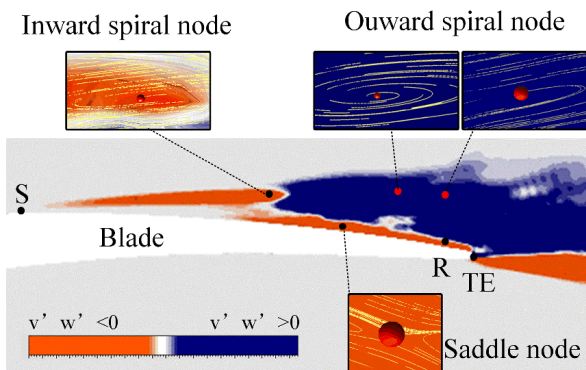 Inward spiral node
Ouward spiral node
S
Blade
R
TE
v’ w’ <0
v’ w’ >0
Saddle node